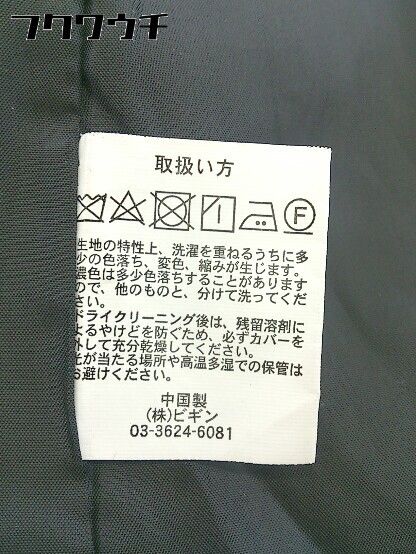 フクワウチ
取扱い方
F
生地の特性上、洗濯を重ねるうちに多
少の色落ち、変色、縮みが生じます。
濃色は多少色落ちすることがあります
ので、他のものと、分けて洗ってくだ
さい。
ドライクリーニング後は、残留溶剤に
よるやけどを防ぐため、必ずカバーを
外して充分乾燥してください。
光が当たる場所や高温多湿での保管は
お避けください。
中国製
(株)ビギン
03-3624-6081